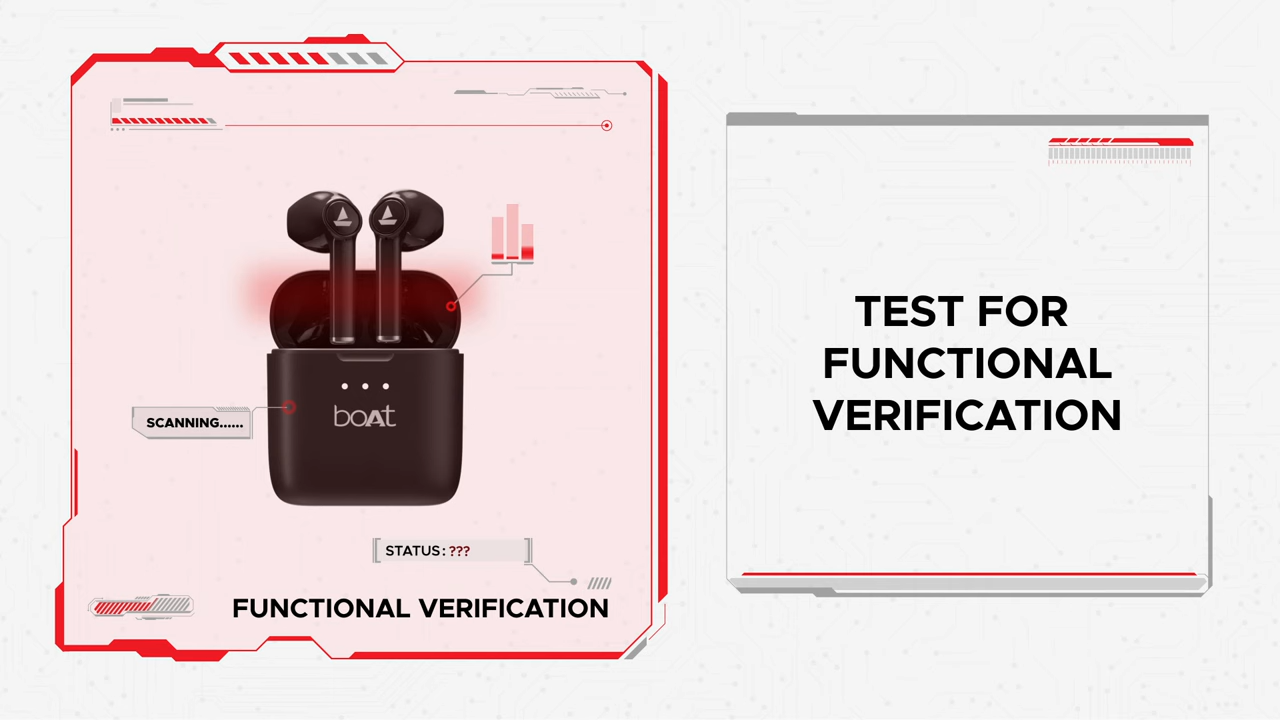 boAt
SCANNING......
STATUS: ???
FUNCTIONAL VERIFICATION
TEST FOR
FUNCTIONAL
VERIFICATION